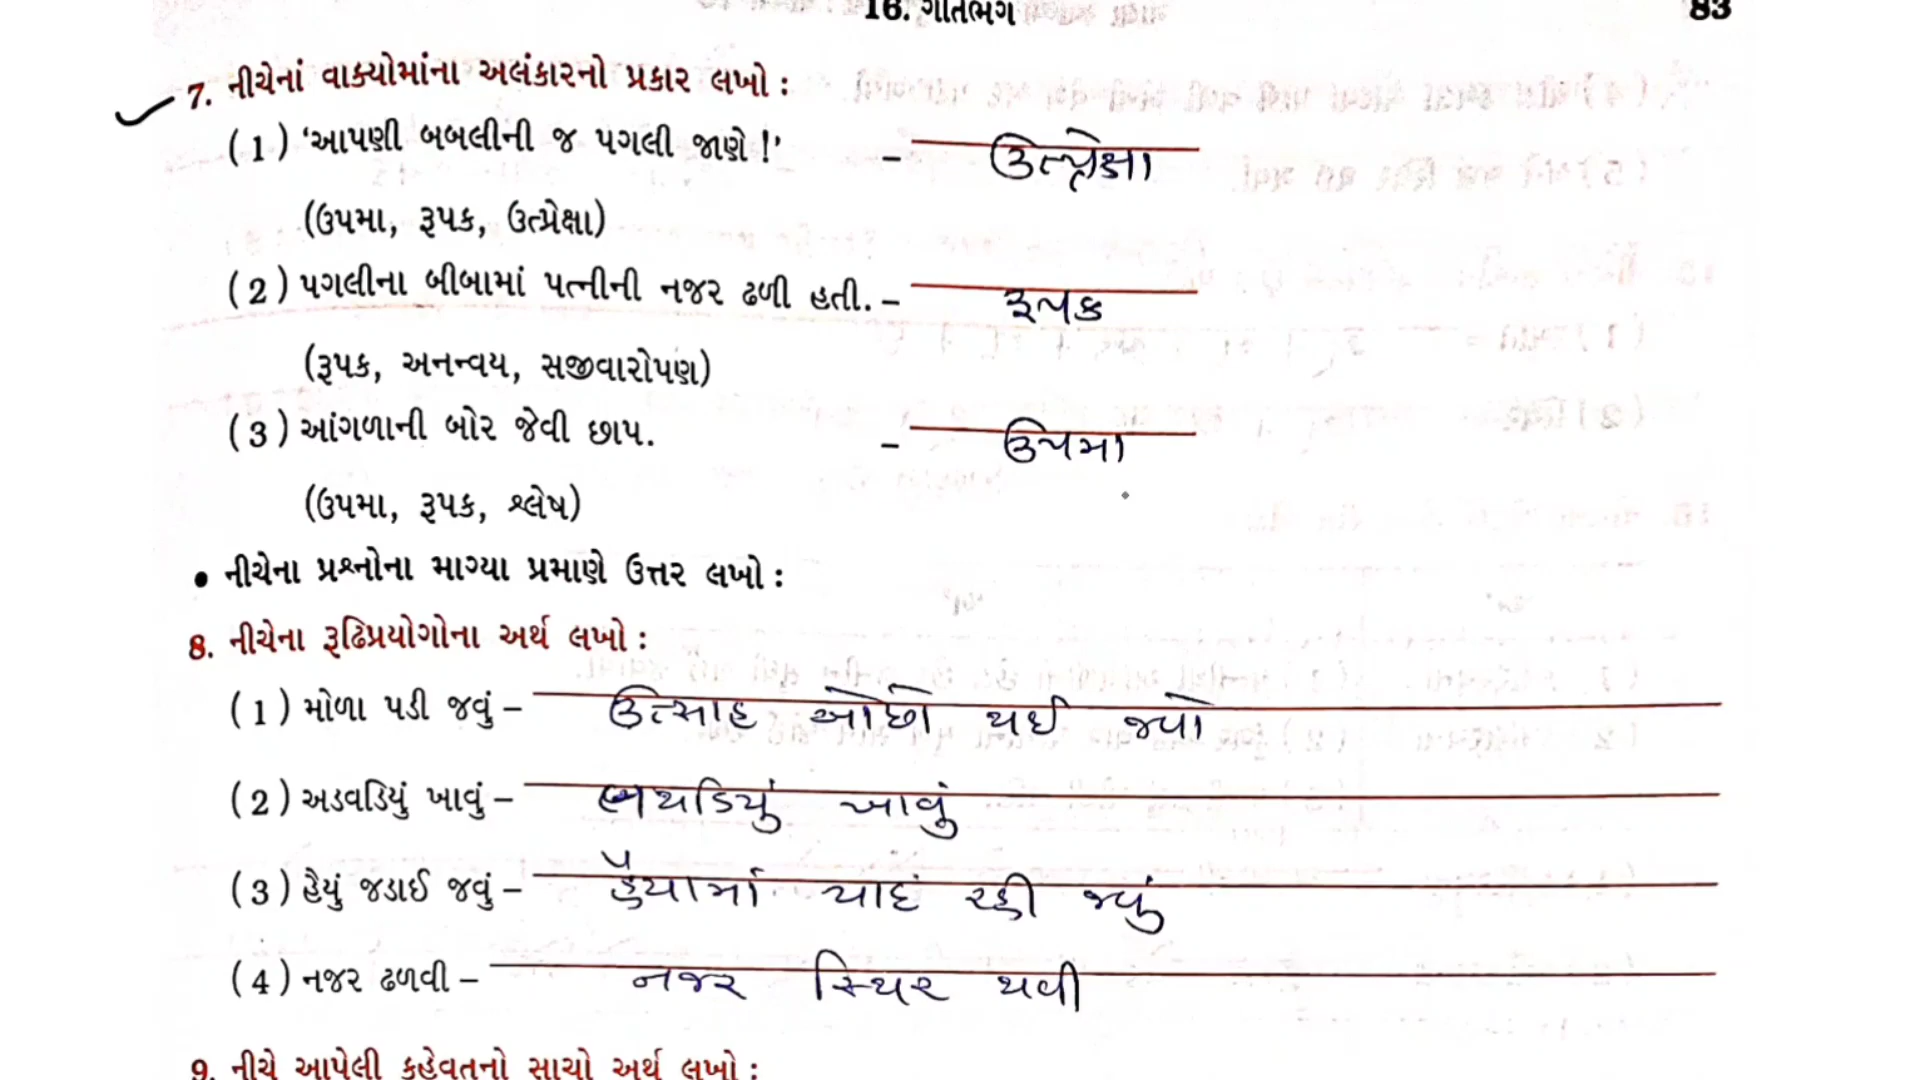 16. ગતિભંગ 83
7. નીચેનાં વાક્યોમાંના અલંકારનો પ્રકાર લખો :
(1) 'આપણી બબલીની જ પગલી જાણે !' – ઉત્પ્રેક્ષા
(ઉપમા, રૂપક, ઉત્પ્રેક્ષા)
(2) પગલીના બીબામાં પત્નીની નજર ઢળી હતી. – રૂપક
(રૂપક, અનન્વય, સજીવારોપણ)
(3) આંગળાની બોર જેવી છાપ. – ઉપમા
(ઉપમા, રૂપક, શ્લેષ)
• નીચેના પ્રશ્નોના માગ્યા પ્રમાણે ઉત્તર લખો :
8. નીચેના રૂઢિપ્રયોગોના અર્થ લખો :
(1) મોળા પડી જવું – ઉત્સાહ ઓછો થઈ જવો
(2) અડવડિયું ખાવું – લથડિયું ખાવું
(3) હૈયું જડાઈ જવું – હૈયામાં યાદ રહી જવું
(4) નજર ઢળવી – નજર સ્થિર થવી
9. નીચે આપેલી કહેવતનો સાચો અર્થ લખો :